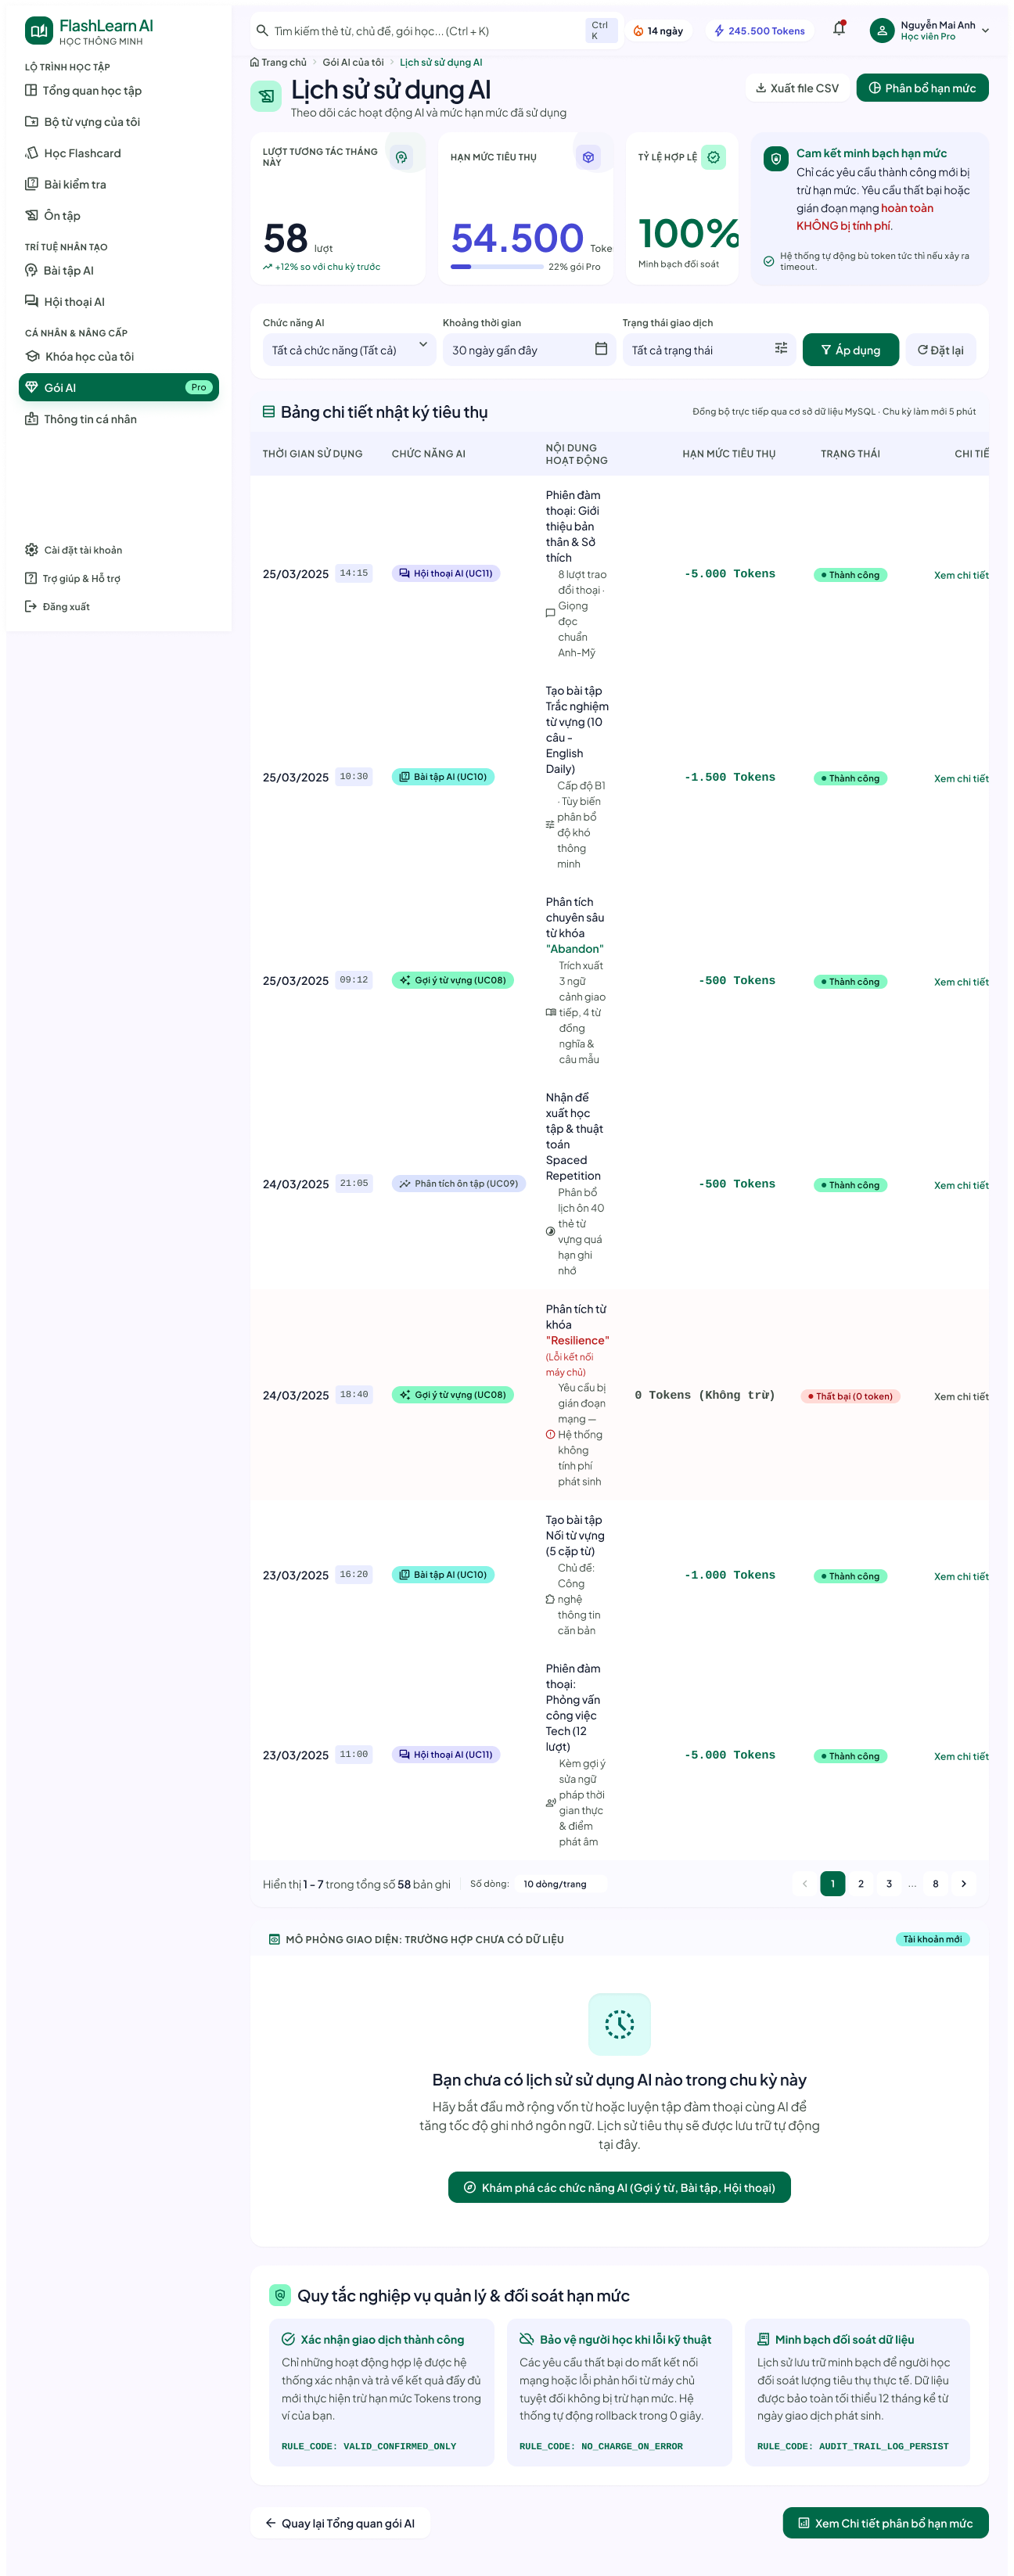 FlashLearn AI
HỌC THÔNG MINH
LỘ TRÌNH HỌC TẬP
Tổng quan học tập
Bộ từ vựng của tôi
Học Flashcard
Bài kiểm tra
Ôn tập
TRÍ TUỆ NHÂN TẠO
Bài tập AI
Hội thoại AI
CÁ NHÂN & NÂNG CẤP
Khóa học của tôi
Gói AI Pro
Thông tin cá nhân
Cài đặt tài khoản
Trợ giúp & Hỗ trợ
Đăng xuất
Tìm kiếm thẻ từ, chủ đề, gói học... (Ctrl + K)
Ctrl
K
14 ngày
245.500 Tokens
Nguyễn Mai Anh
Học viên Pro
Trang chủ > Gói AI của tôi > Lịch sử sử dụng AI
Lịch sử sử dụng AI
Theo dõi các hoạt động AI và mức hạn mức đã sử dụng
Xuất file CSV
Phân bổ hạn mức
LƯỢT TƯƠNG TÁC THÁNG
NÀY
58 lượt
+12% so với chu kỳ trước
HẠN MỨC TIÊU THỤ
54.500 Toke
22% gói Pro
TỶ LỆ HỢP LỆ
100%
Minh bạch đối soát
Cam kết minh bạch hạn mức
Chỉ các yêu cầu thành công mới bị
trừ hạn mức. Yêu cầu thất bại hoặc
gián đoạn mạng hoàn toàn
KHÔNG bị tính phí.
Hệ thống tự động bù token tức thì nếu xảy ra
timeout.
Chức năng AI
Tất cả chức năng (Tất cả)
Khoảng thời gian
30 ngày gần đây
Trạng thái giao dịch
Tất cả trạng thái
Áp dụng
Đặt lại
Bảng chi tiết nhật ký tiêu thụ
Đồng bộ trực tiếp qua cơ sở dữ liệu MySQL · Chu kỳ làm mới 5 phút
THỜI GIAN SỬ DỤNG
CHỨC NĂNG AI
NỘI DUNG
HOẠT ĐỘNG
HẠN MỨC TIÊU THỤ
TRẠNG THÁI
CHI TIẾ
25/03/2025 14:15
Hội thoại AI (UC11)
Phiên đàm
thoại: Giới
thiệu bản
thân & Sở
thích
8 lượt trao
đổi thoại ·
Giọng
đọc
chuẩn
Anh-Mỹ
-5.000 Tokens
Thành công
Xem chi tiết
25/03/2025 10:30
Bài tập AI (UC10)
Tạo bài tập
Trắc nghiệm
từ vựng (10
câu -
English
Daily)
Cấp độ B1
· Tùy biến
phân bổ
độ khó
thông
minh
-1.500 Tokens
Thành công
Xem chi tiết
25/03/2025 09:12
Gợi ý từ vựng (UC08)
Phân tích
chuyên sâu
từ khóa
"Abandon"
Trích xuất
3 ngữ
cảnh giao
tiếp, 4 từ
đồng
nghĩa &
câu mẫu
-500 Tokens
Thành công
Xem chi tiết
24/03/2025 21:05
Phân tích ôn tập (UC09)
Nhận đề
xuất học
tập & thuật
toán
Spaced
Repetition
Phân bổ
lịch ôn 40
thẻ từ
vựng quá
hạn ghi
nhớ
-500 Tokens
Thành công
Xem chi tiết
24/03/2025 18:40
Gợi ý từ vựng (UC08)
Phân tích từ
khóa
"Resilience"
(Lỗi kết nối
máy chủ)
Yêu cầu bị
gián đoạn
mạng —
Hệ thống
không
tính phí
phát sinh
0 Tokens (Không trừ)
Thất bại (0 token)
Xem chi tiết
23/03/2025 16:20
Bài tập AI (UC10)
Tạo bài tập
Nối từ vựng
(5 cặp từ)
Chủ đề:
Công
nghệ
thông tin
căn bản
-1.000 Tokens
Thành công
Xem chi tiết
23/03/2025 11:00
Hội thoại AI (UC11)
Phiên đàm
thoại:
Phỏng vấn
công việc
Tech (12
lượt)
Kèm gợi ý
sửa ngữ
pháp thời
gian thực
& điểm
phát âm
-5.000 Tokens
Thành công
Xem chi tiết
Hiển thị 1 - 7 trong tổng số 58 bản ghi
Số dòng: 10 dòng/trang
1 2 3 ... 8
MÔ PHỎNG GIAO DIỆN: TRƯỜNG HỢP CHƯA CÓ DỮ LIỆU
Tài khoản mới
Bạn chưa có lịch sử sử dụng AI nào trong chu kỳ này
Hãy bắt đầu mở rộng vốn từ hoặc luyện tập đàm thoại cùng AI để
tăng tốc độ ghi nhớ ngôn ngữ. Lịch sử tiêu thụ sẽ được lưu trữ tự động
tại đây.
Khám phá các chức năng AI (Gợi ý từ, Bài tập, Hội thoại)
Quy tắc nghiệp vụ quản lý & đối soát hạn mức
Xác nhận giao dịch thành công
Chỉ những hoạt động hợp lệ được hệ
thống xác nhận và trả về kết quả đầy đủ
mới thực hiện trừ hạn mức Tokens trong
ví của bạn.
RULE_CODE: VALID_CONFIRMED_ONLY
Bảo vệ người học khi lỗi kỹ thuật
Các yêu cầu thất bại do mất kết nối
mạng hoặc lỗi phản hồi từ máy chủ
tuyệt đối không bị trừ hạn mức. Hệ
thống tự động rollback trong 0 giây.
RULE_CODE: NO_CHARGE_ON_ERROR
Minh bạch đối soát dữ liệu
Lịch sử lưu trữ minh bạch để người học
đối soát lượng tiêu thụ thực tế. Dữ liệu
được bảo toàn tối thiểu 12 tháng kể từ
ngày giao dịch phát sinh.
RULE_CODE: AUDIT_TRAIL_LOG_PERSIST
Quay lại Tổng quan gói AI
Xem Chi tiết phân bổ hạn mức